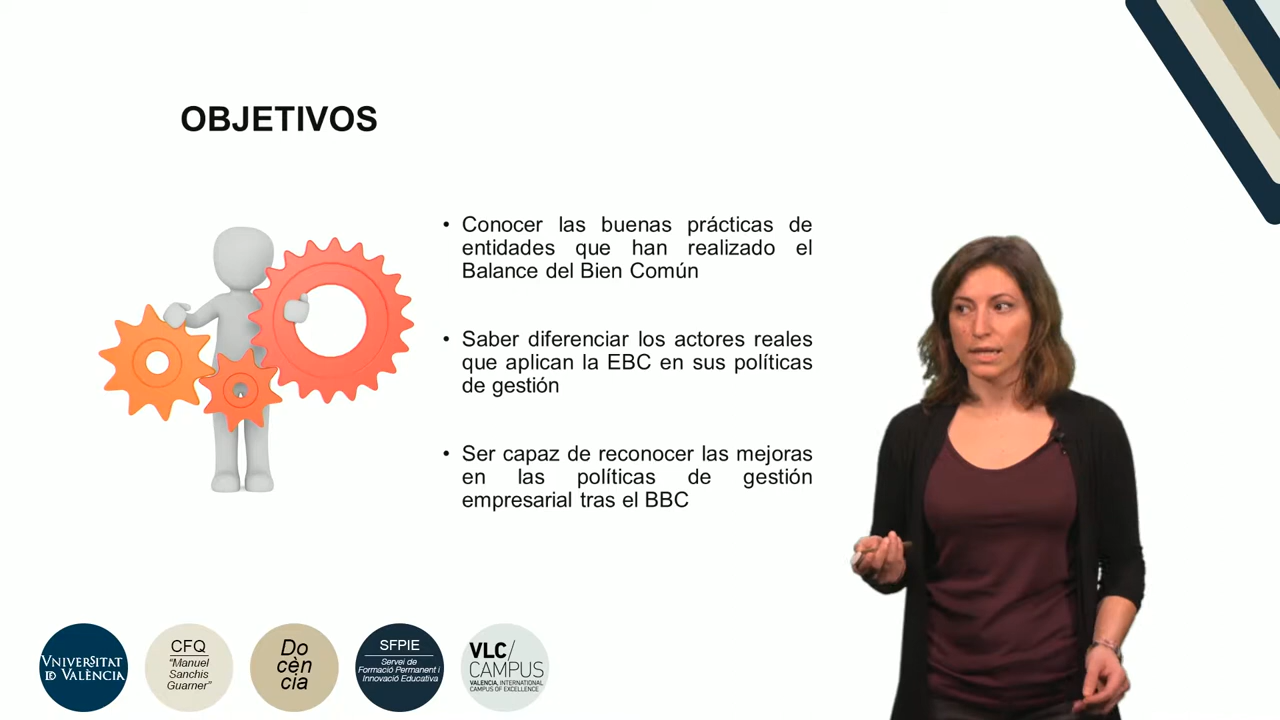 OBJETIVOS
• Conocer las buenas prácticas de
entidades que han realizado el
Balance del Bien Común
• Saber diferenciar los actores reales
que aplican la EBC en sus políticas
de gestión
• Ser capaz de reconocer las mejoras
en las políticas de gestión
empresarial tras el BBC
VNIVERSITAT
ID VALÈNCIA
CFQ
"Manuel
Sanchis
Guarner"
Do
cèn
cia
SFPIE
Servei de
Formació Permanent i
Innovació Educativa
VLC/
CAMPUS
VALENCIA, INTERNATIONAL
CAMPUS OF EXCELLENCE